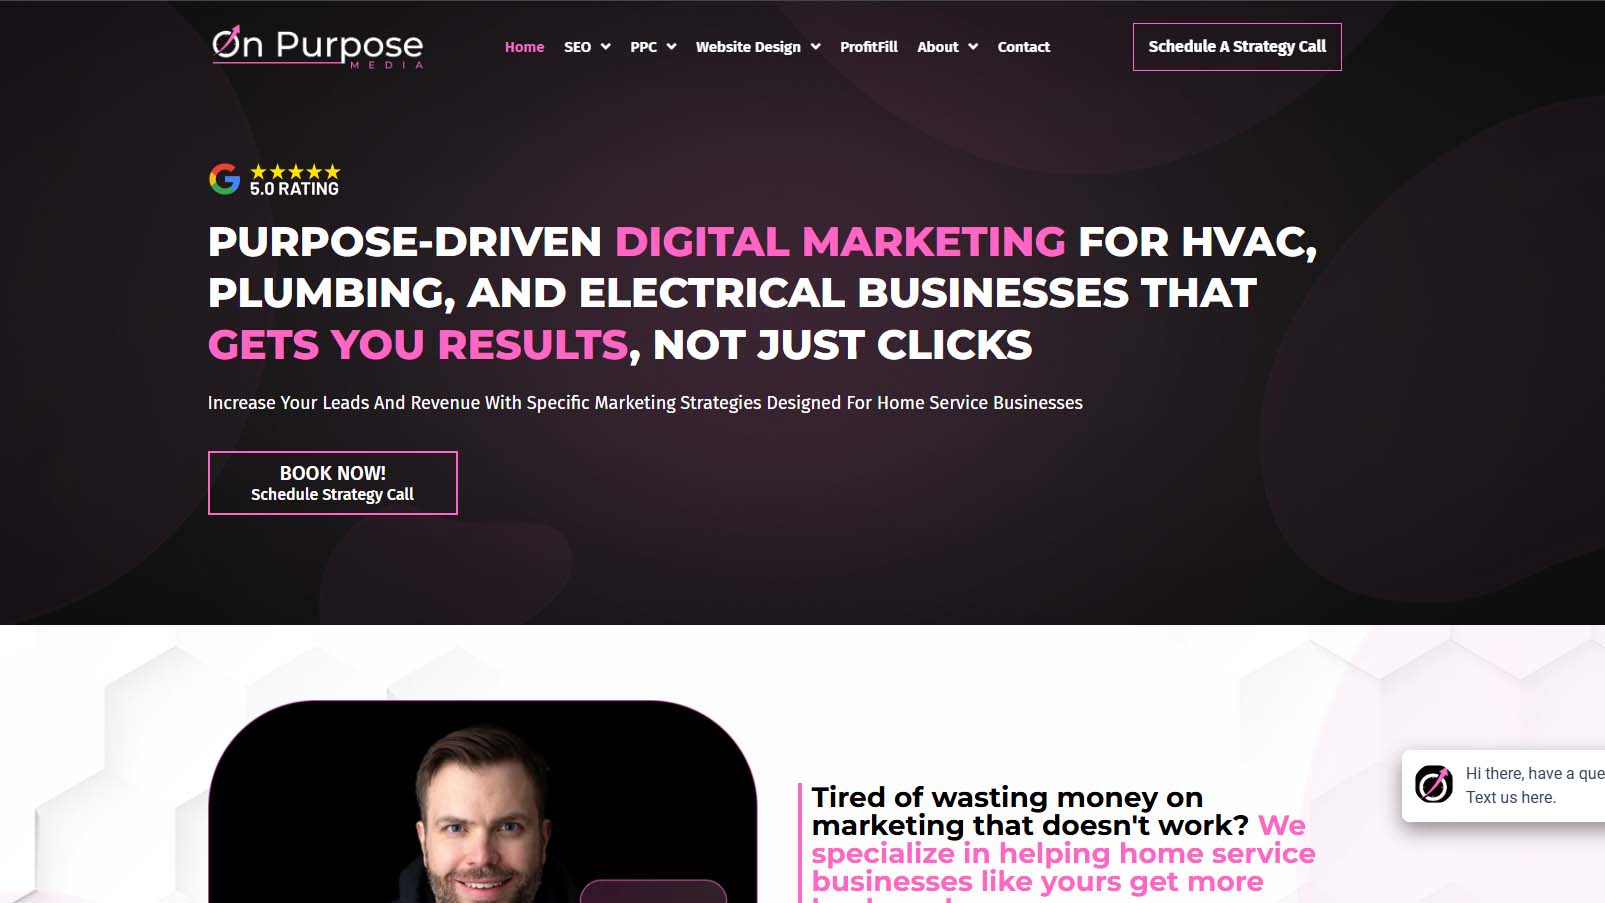 On Purpose
MEDIA
Home SEO PPC Website Design ProfitFill About Contact
Schedule A Strategy Call
5.0 RATING
PURPOSE-DRIVEN DIGITAL MARKETING FOR HVAC,
PLUMBING, AND ELECTRICAL BUSINESSES THAT
GETS YOU RESULTS, NOT JUST CLICKS
Increase Your Leads And Revenue With Specific Marketing Strategies Designed For Home Service Businesses
BOOK NOW!
Schedule Strategy Call
Tired of wasting money on
marketing that doesn't work? We
specialize in helping home service
businesses like yours get more
Hi there, have a que
Text us here.